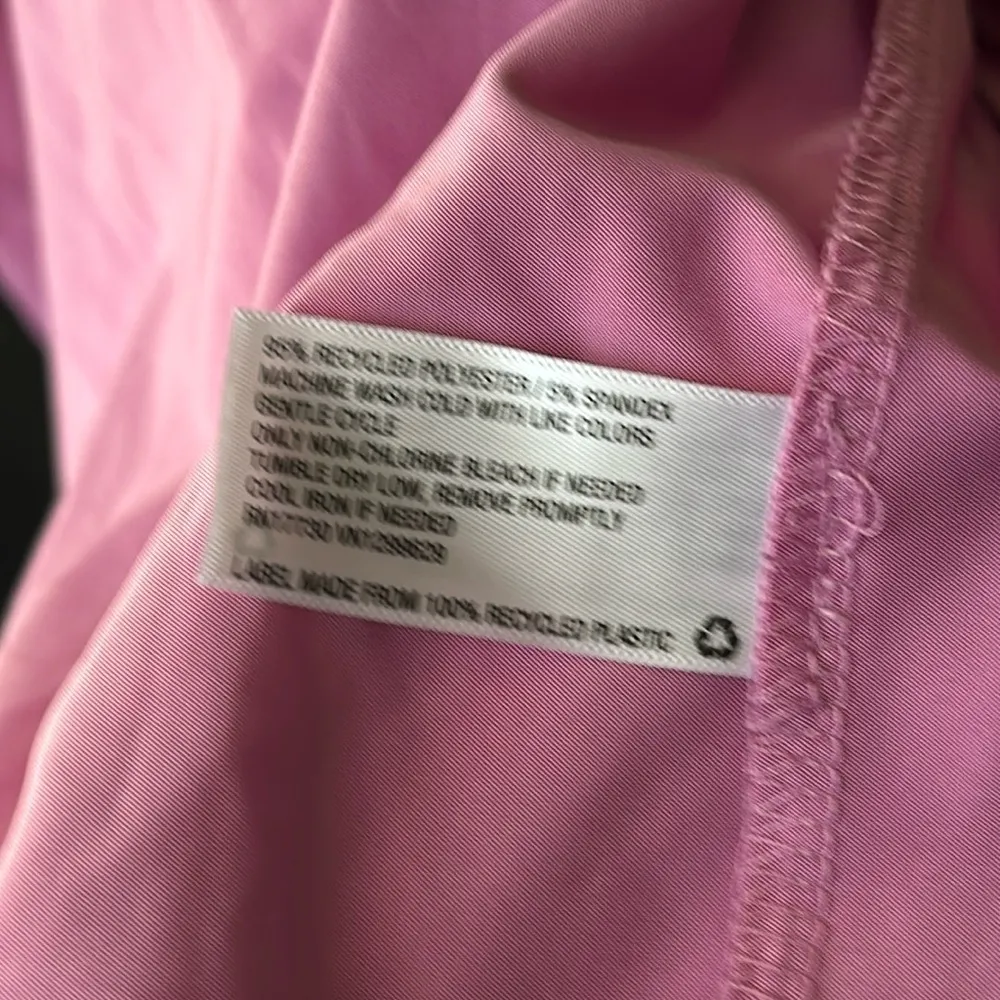 95% RECYCLED POLYESTER / 5% SPANDEX
MACHINE WASH COLD WITH LIKE COLORS
GENTLE CYCLE
ONLY NON-CHLORINE BLEACH IF NEEDED
TUMBLE DRY LOW, REMOVE PROMPTLY
COOL IRON IF NEEDED
LABEL MADE FROM 100% RECYCLED PLASTIC